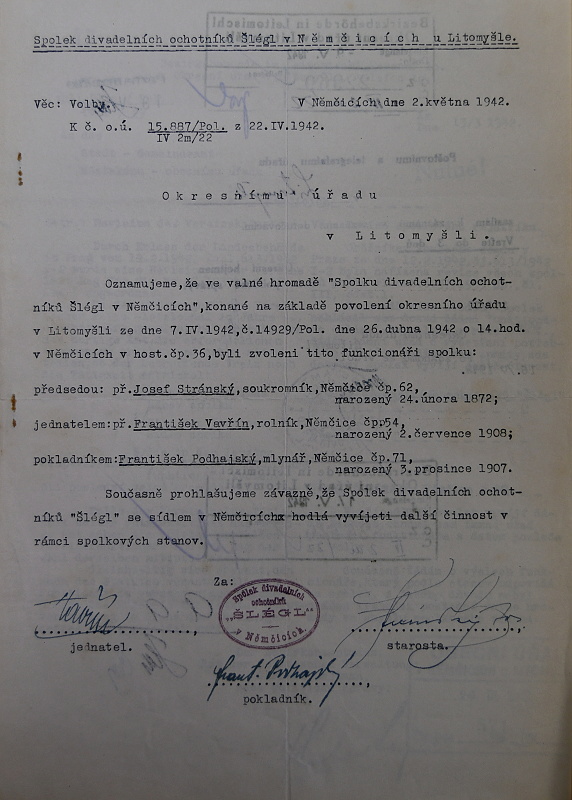 Spolek divadelních ochotníků Šlégl v N ě m č i c í c h u Litomyšle.
Věc: Volby. V Němčicích dne 2.května 1942.
K č. o.ú. 15.887/Pol. z 22.IV.1942.
IV 2m/22
O k r e s n í m u ú ř a d u
v L i t o m y š l i .
Oznamujeme,že ve valné hromadě "Spolku divadelních ochot-
níků Šlégl v Němčicích",konané na základě povolení okresního úřadu
v Litomyšli ze dne 7.IV.1942,č.14929/Pol. dne 26.dubna 1942 o 14.hod.
v Němčicích v host.čp.36,byli zvoleni tito funkcionáři spolku:
předsedou: př.Josef Stránský,soukromník,Němčice čp.62,
narozený 24.února 1872;
jednatelem:př.František Vavřín,rolník,Němčice čp.54,
narozený 2.července 1908;
pokladníkem:František Podhajský,mlynář,Němčice čp.71,
narozený 3.prosince 1907.
Současně prohlašujeme závazně,že Spolek divadelních ochot-
níků "Šlégl" se sídlem v Němčicích hodlá vyvíjeti další činnost v
rámci spolkových stanov.
Za:
Spolek divadelních
ochotníků
„ŠLÉGL"
v Němčicích.
Vavřín
jednatel.
starosta.
Frant. Podhajský
pokladník.